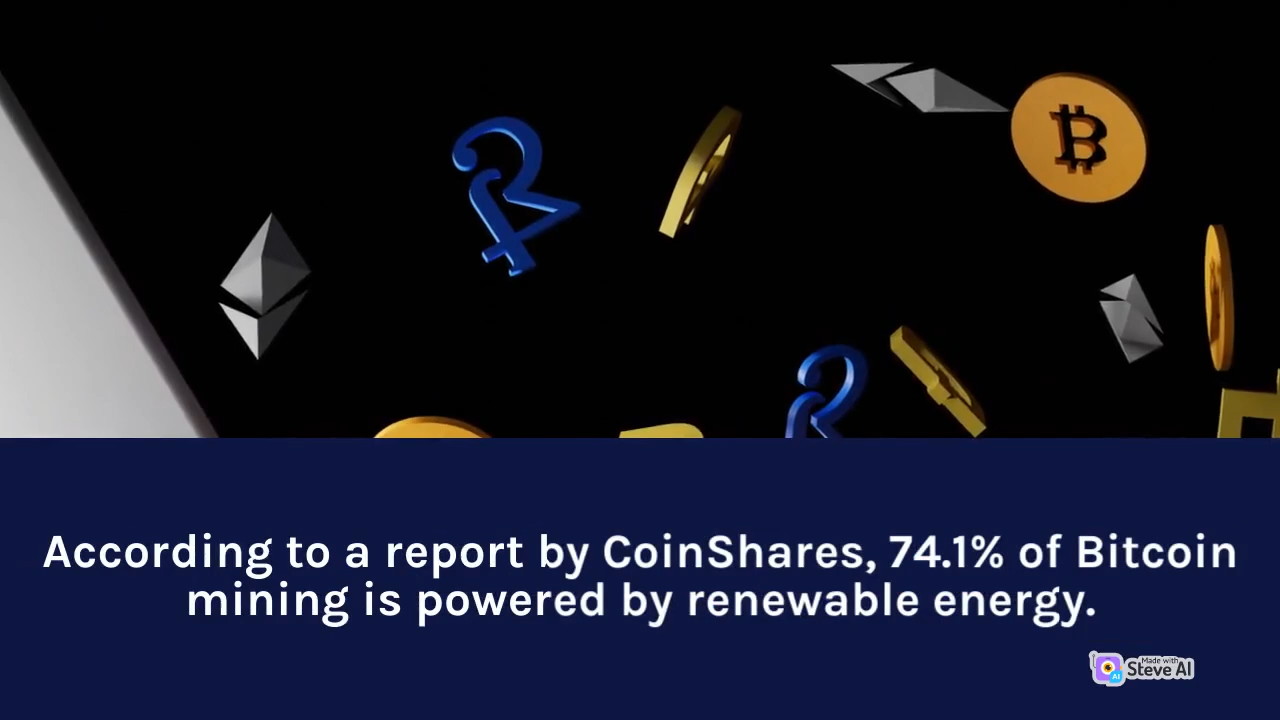 According to a report by CoinShares, 74.1% of Bitcoin
mining is powered by renewable energy.
Made with
Steve AI
AI